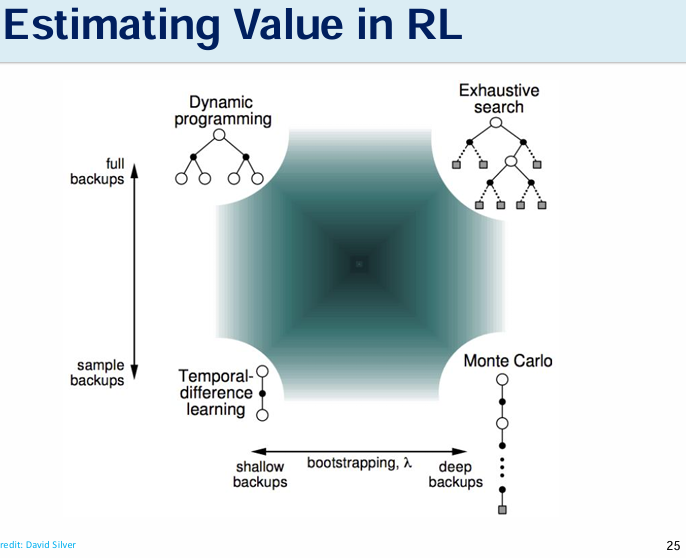 Estimating Value in RL
Dynamic
programming
Exhaustive
search
full
backups
sample
backups
Temporal-
difference
learning
Monte Carlo
shallow
backups
bootstrapping, λ
deep
backups
redit: David Silver
25